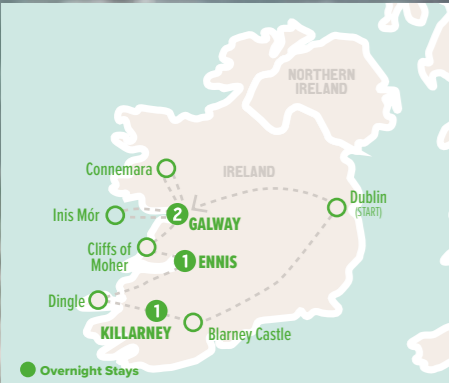 NORTHERN
IRELAND
Connemara
IRELAND
Dublin
(START)
Inis Mór
2
GALWAY
Cliffs of
Moher
1 ENNIS
Dingle
1
KILLARNEY
Blarney Castle
Overnight Stays